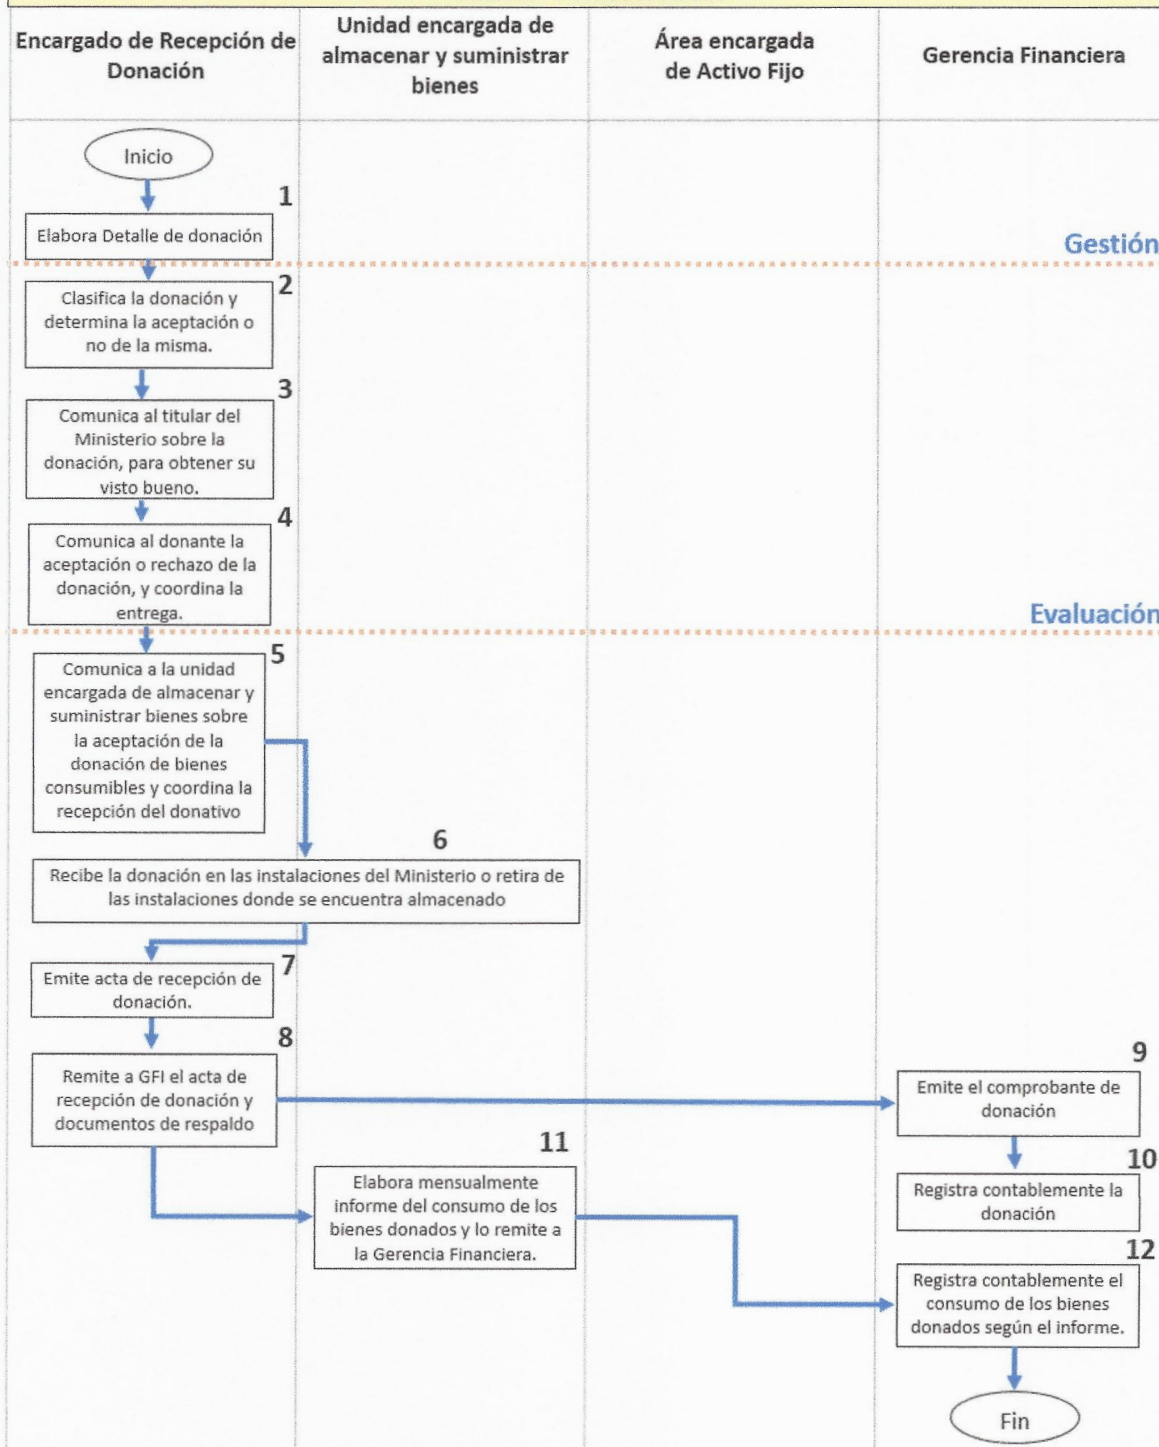 Encargado de Recepción de
Donación
Unidad encargada de
almacenar y suministrar
bienes
Área encargada
de Activo Fijo
Gerencia Financiera
Inicio
1
Elabora Detalle de donación
Gestión
2
Clasifica la donación y
determina la aceptación o
no de la misma.
3
Comunica al titular del
Ministerio sobre la
donación, para obtener su
visto bueno.
4
Comunica al donante la
aceptación o rechazo de la
donación, y coordina la
entrega.
Evaluación
5
Comunica a la unidad
encargada de almacenar y
suministrar bienes sobre
la aceptación de la
donación de bienes
consumibles y coordina la
recepción del donativo
6
Recibe la donación en las instalaciones del Ministerio o retira de
las instalaciones donde se encuentra almacenado
7
Emite acta de recepción de
donación.
8
Remite a GFI el acta de
recepción de donación y
documentos de respaldo
9
Emite el comprobante de
donación
10
Registra contablemente la
donación
11
Elabora mensualmente
informe del consumo de los
bienes donados y lo remite a
la Gerencia Financiera.
12
Registra contablemente el
consumo de los bienes
donados según el informe.
Fin